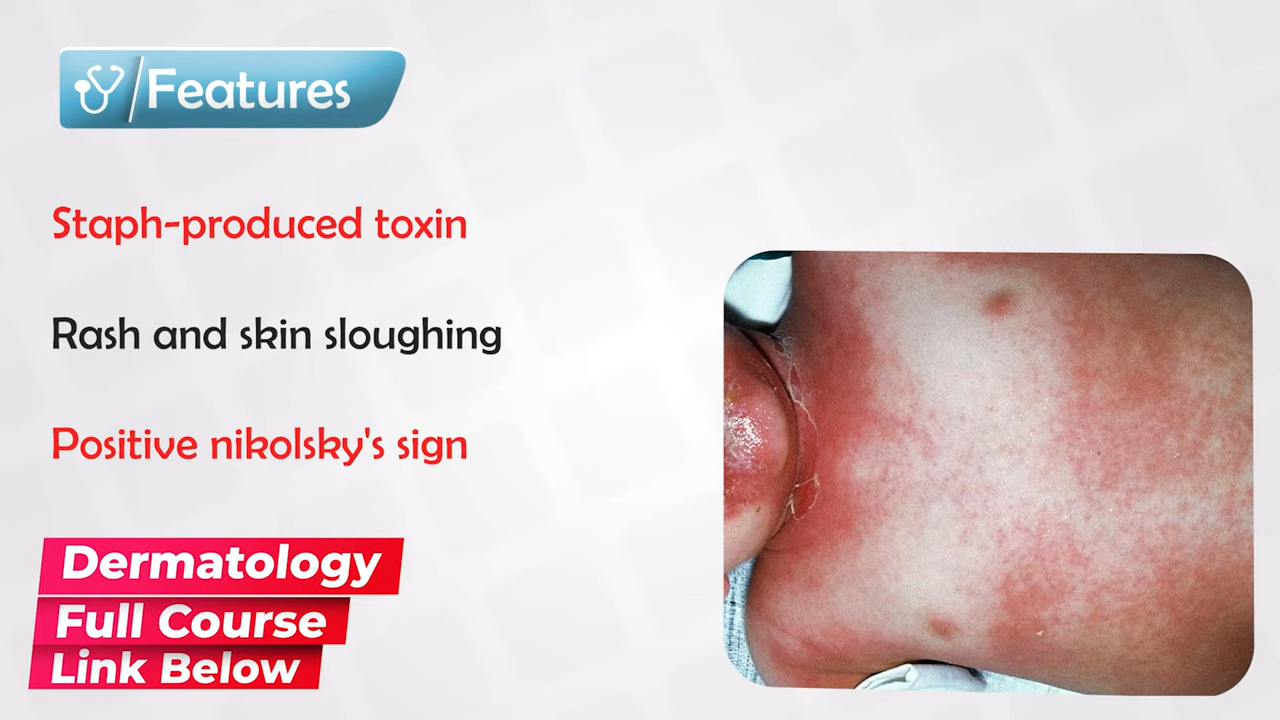 Features
Staph-produced toxin
Rash and skin sloughing
Positive nikolsky's sign
Dermatology
Full Course
Link Below